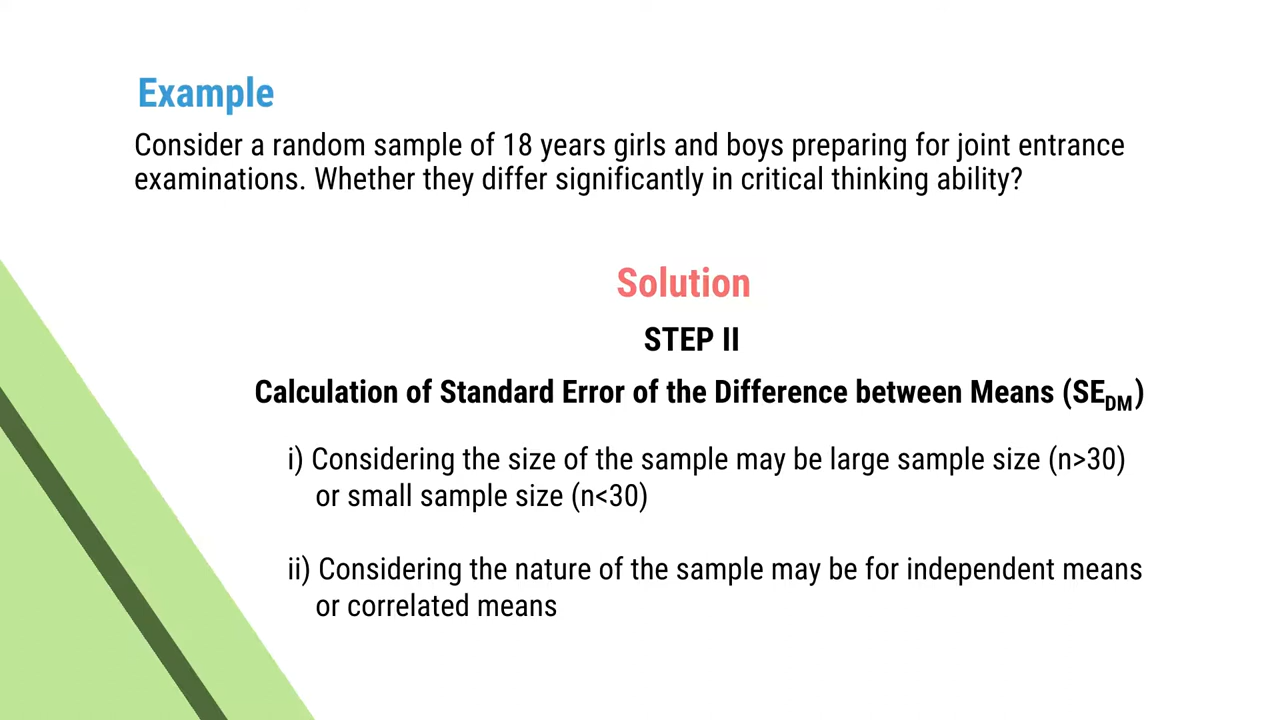 Example
Consider a random sample of 18 years girls and boys preparing for joint entrance
examinations. Whether they differ significantly in critical thinking ability?
Solution
STEP II
Calculation of Standard Error of the Difference between Means (SEDM)
i) Considering the size of the sample may be large sample size (n>30)
or small sample size (n<30)
ii) Considering the nature of the sample may be for independent means
or correlated means